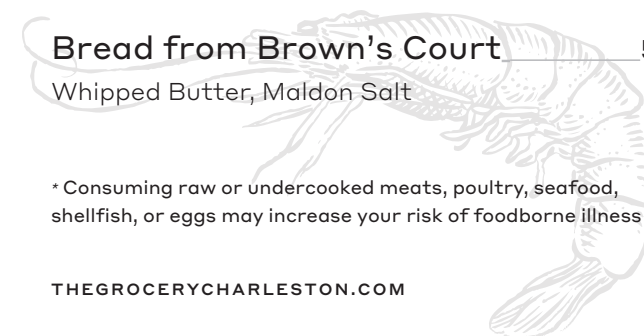 Bread from Brown's Court
Whipped Butter, Maldon Salt
* Consuming raw or undercooked meats, poultry, seafood,
shellfish, or eggs may increase your risk of foodborne illness
THEGROCERYCHARLESTON.COM